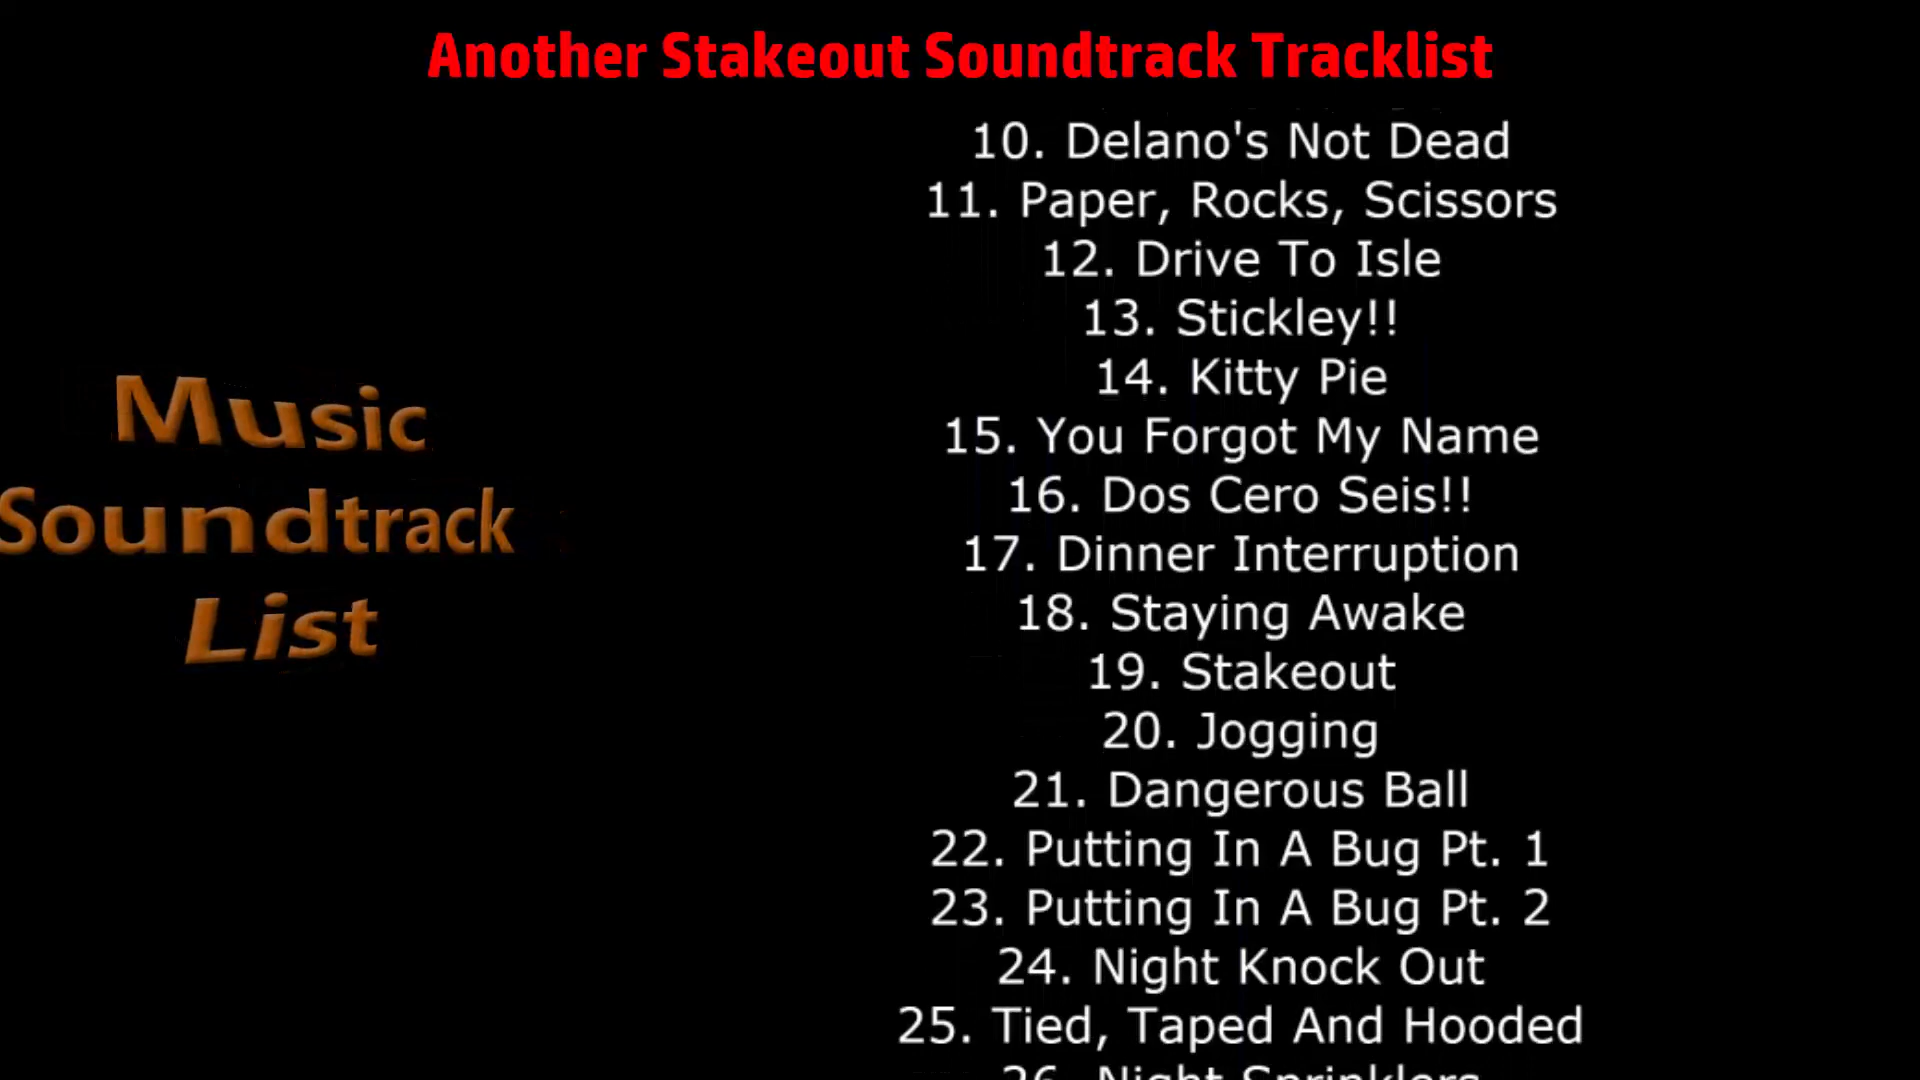 Another Stakeout Soundtrack Tracklist
Music
Soundtrack
List
10. Delano's Not Dead
11. Paper, Rocks, Scissors
12. Drive To Isle
13. Stickley!!
14. Kitty Pie
15. You Forgot My Name
16. Dos Cero Seis!!
17. Dinner Interruption
18. Staying Awake
19. Stakeout
20. Jogging
21. Dangerous Ball
22. Putting In A Bug Pt. 1
23. Putting In A Bug Pt. 2
24. Night Knock Out
25. Tied, Taped And Hooded
26. Night Sprinklers